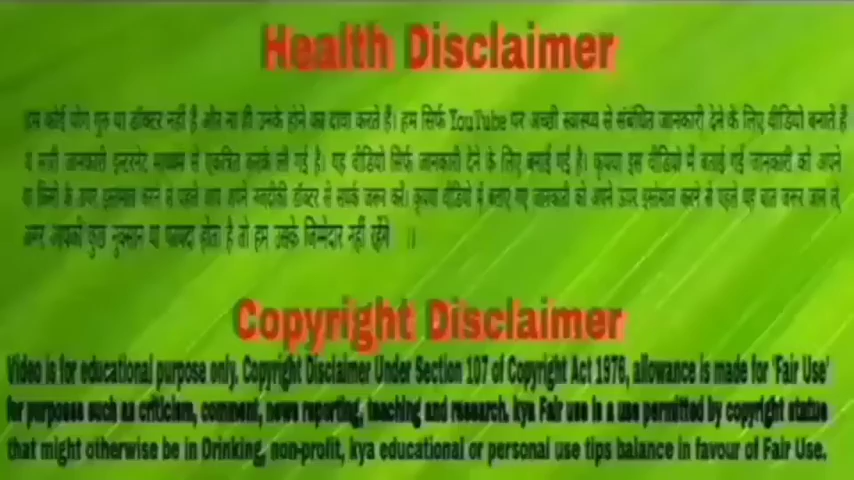 Health Disclaimer
हम कोई योग गुरु या डॉक्टर नहीं है और ना ही उनके होने का दावा करते हैं। हम सिर्फ YouTube पर अच्छी स्वास्थ्य से संबंधित जानकारी देने के लिए वीडियो बनाते हैं
य सभी जानकारी इन्टरनेट माध्यम से एकत्रित करके ली गई है। यह वीडियो सिर्फ जानकारी देने के लिए बनाई गई है। कृपया इस वीडियो में बताई गई जानकारी को अपने
या किसी के ऊपर इस्तेमाल करने से पहले आप अपने नजदीकी डॉक्टर से संपर्क जरूर करें। कृपया वीडियो में बताए गए जानकारी को अपने ऊपर इस्तेमाल करने से पहले यह बात जरूर जान लें,
अगर आपको कुछ नुकसान या फायदा होता है तो हम उसके जिम्मेदार नहीं रहेंगे ।।
Copyright Disclaimer
Video is for educational purpose only. Copyright Disclaimer Under Section 107 of Copyright Act 1976, allowance is made for 'Fair Use'
for purposes such as criticism, comment, news reporting, teaching and research. kya Fair use is a use permitted by copyright statue
that might otherwise be in Drinking, non-profit, kya educational or personal use tips balance in favour of Fair Use.